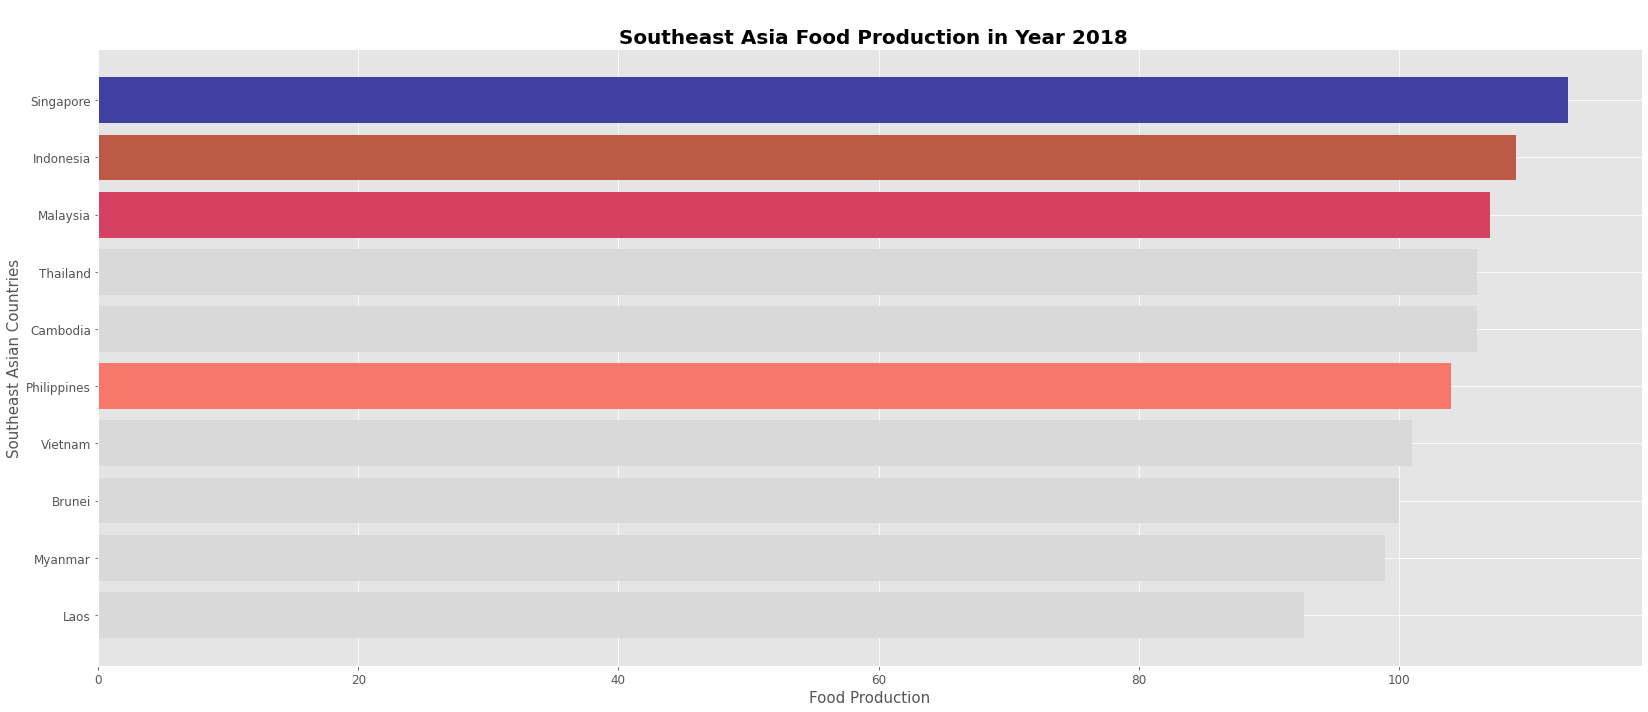 Southeast Asia Food Production in Year 2018
Southeast Asian Countries
Singapore
Indonesia
Malaysia
Thailand
Cambodia
Philippines
Vietnam
Brunei
Myanmar
Laos
0 20 40 60 80 100
Food Production